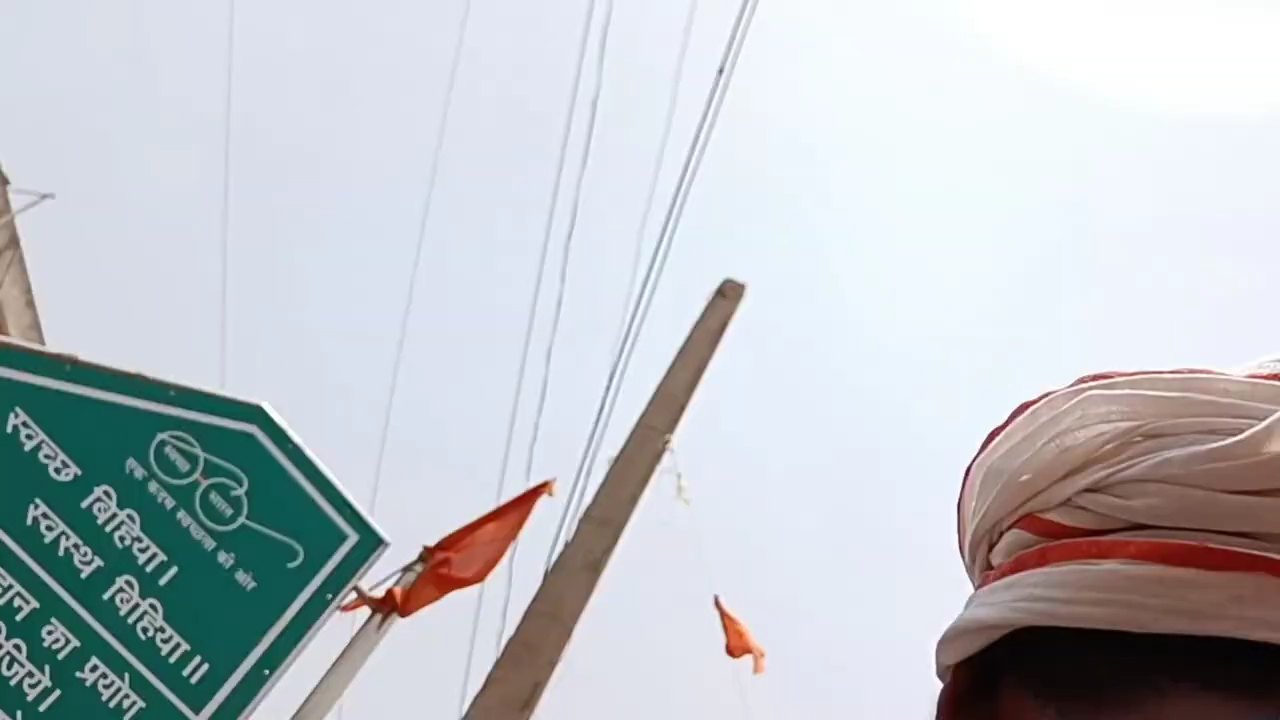 स्वच्छ बिहिया।
स्वस्थ बिहिया॥
स्वच्छ भारत
एक कदम स्वच्छता की ओर
का प्रयोग